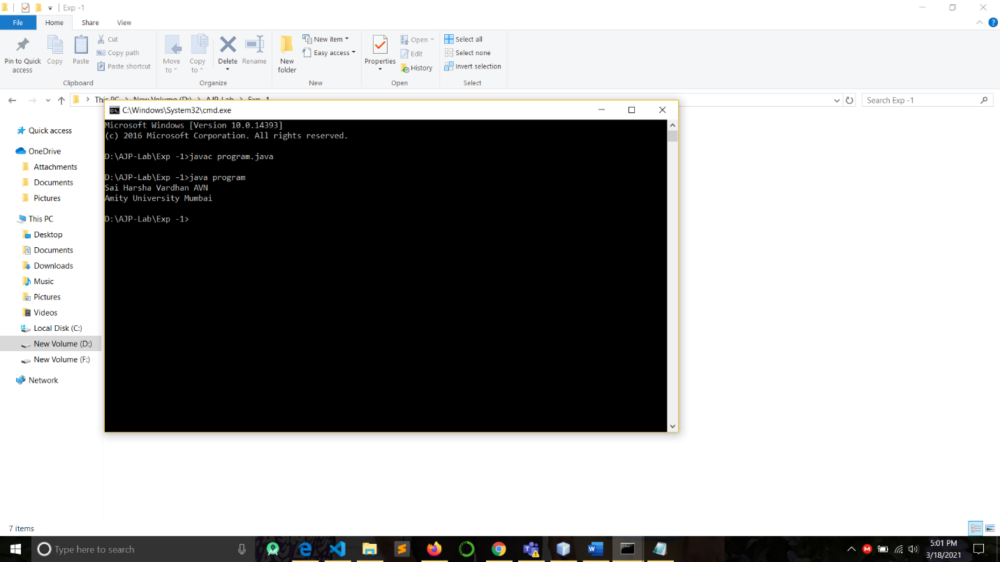 Exp -1
File
Home
Share
View
Pin to Quick access
Copy
Paste
Cut
Copy path
Paste shortcut
Clipboard
Move to
Copy to
Delete
Rename
Organize
New folder
New item
Easy access
New
Properties
Open
Edit
History
Open
Select all
Select none
Invert selection
Select
This PC
New Volume (D:)
AJP-Lab
Exp -1
Search Exp -1
Quick access
OneDrive
Attachments
Documents
Pictures
This PC
Desktop
Documents
Downloads
Music
Pictures
Videos
Local Disk (C:)
New Volume (D:)
New Volume (F:)
Network
C:\Windows\System32\cmd.exe
Microsoft Windows [Version 10.0.14393]
(c) 2016 Microsoft Corporation. All rights reserved.
D:\AJP-Lab\Exp -1>javac program.java
D:\AJP-Lab\Exp -1>java program
Sai Harsha Vardhan AVN
Amity University Mumbai
D:\AJP-Lab\Exp -1>
7 items
Type here to search
5:01 PM
3/18/2021